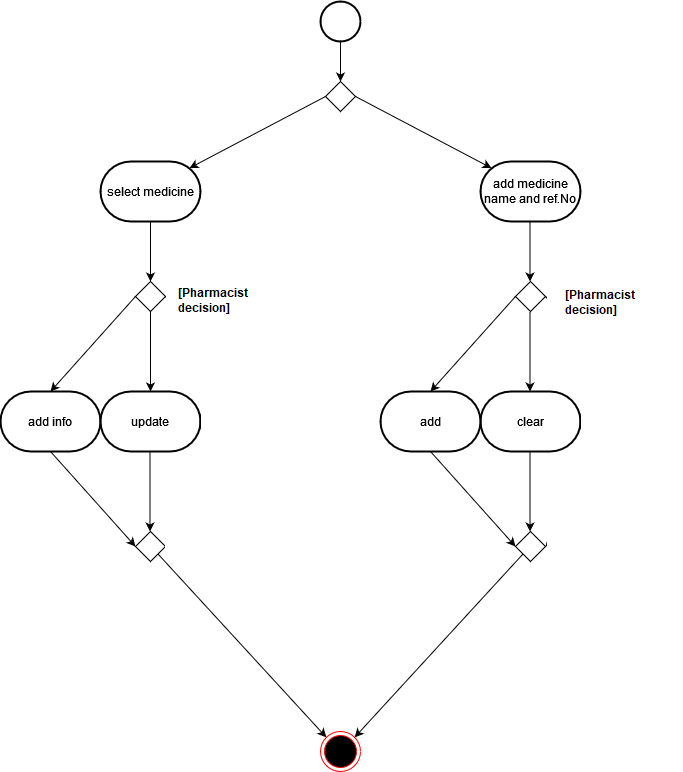 select medicine
add medicine
name and ref.No
[Pharmacist
decision]
[Pharmacist
decision]
add info
update
add
clear